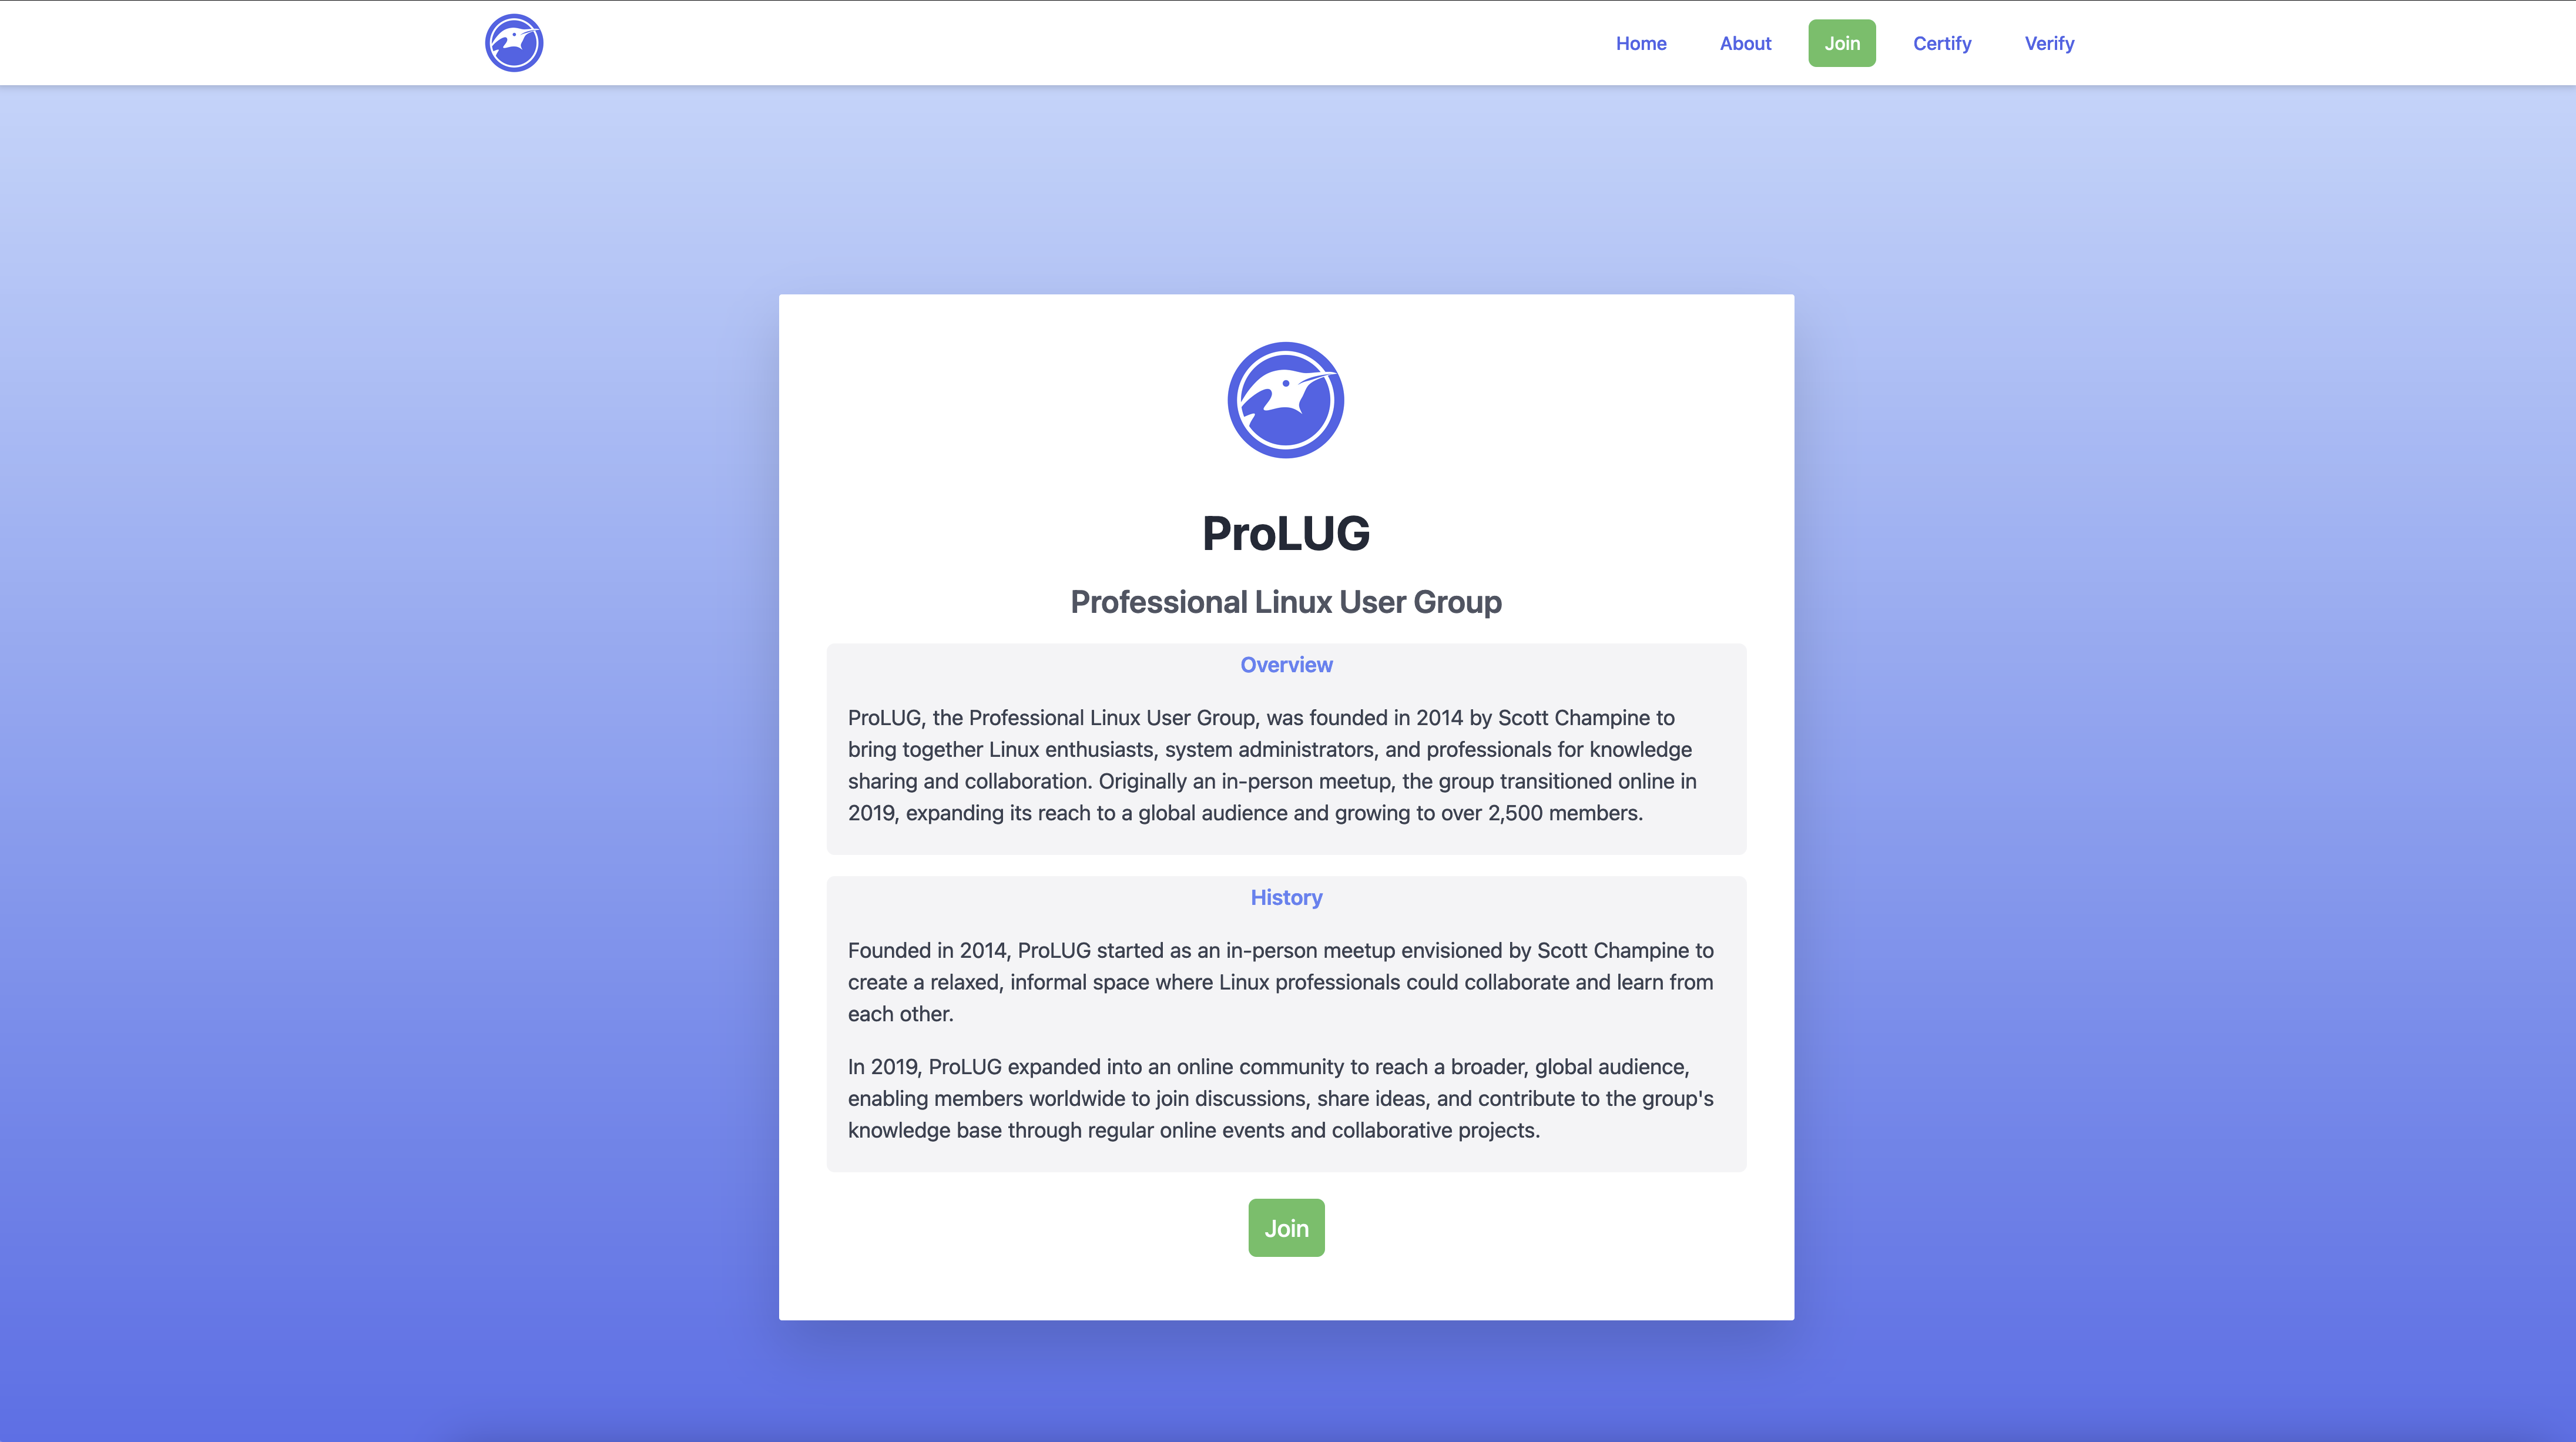 Home
About
Join
Certify
Verify
ProLUG
Professional Linux User Group
Overview
ProLUG, the Professional Linux User Group, was founded in 2014 by Scott Champine to
bring together Linux enthusiasts, system administrators, and professionals for knowledge
sharing and collaboration. Originally an in-person meetup, the group transitioned online in
2019, expanding its reach to a global audience and growing to over 2,500 members.
History
Founded in 2014, ProLUG started as an in-person meetup envisioned by Scott Champine to
create a relaxed, informal space where Linux professionals could collaborate and learn from
each other.
In 2019, ProLUG expanded into an online community to reach a broader, global audience,
enabling members worldwide to join discussions, share ideas, and contribute to the group's
knowledge base through regular online events and collaborative projects.
Join